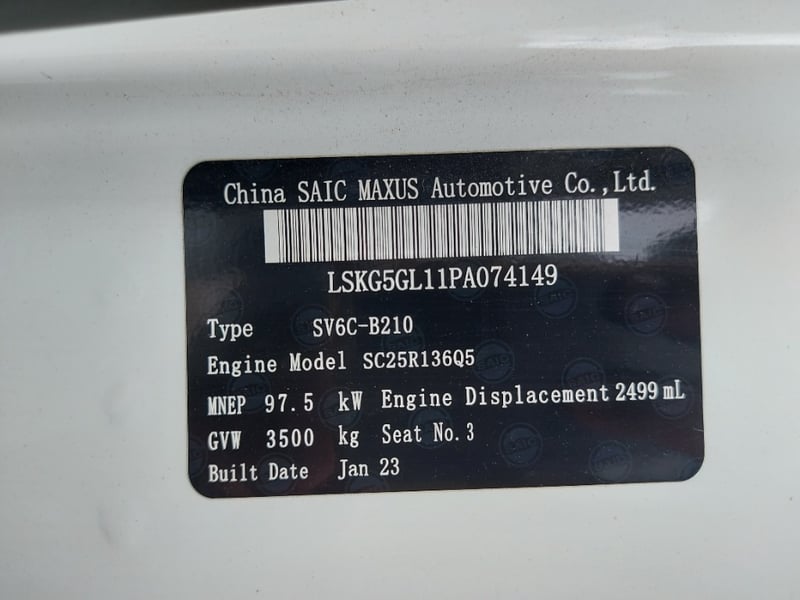 China SAIC MAXUS Automotive Co.,Ltd.
LSKG5GL11PA074149
Type SV6C-B210
Engine Model SC25R136Q5
MNEP 97.5 kW Engine Displacement 2499 mL
GVW 3500 kg Seat No.3
Built Date Jan 23